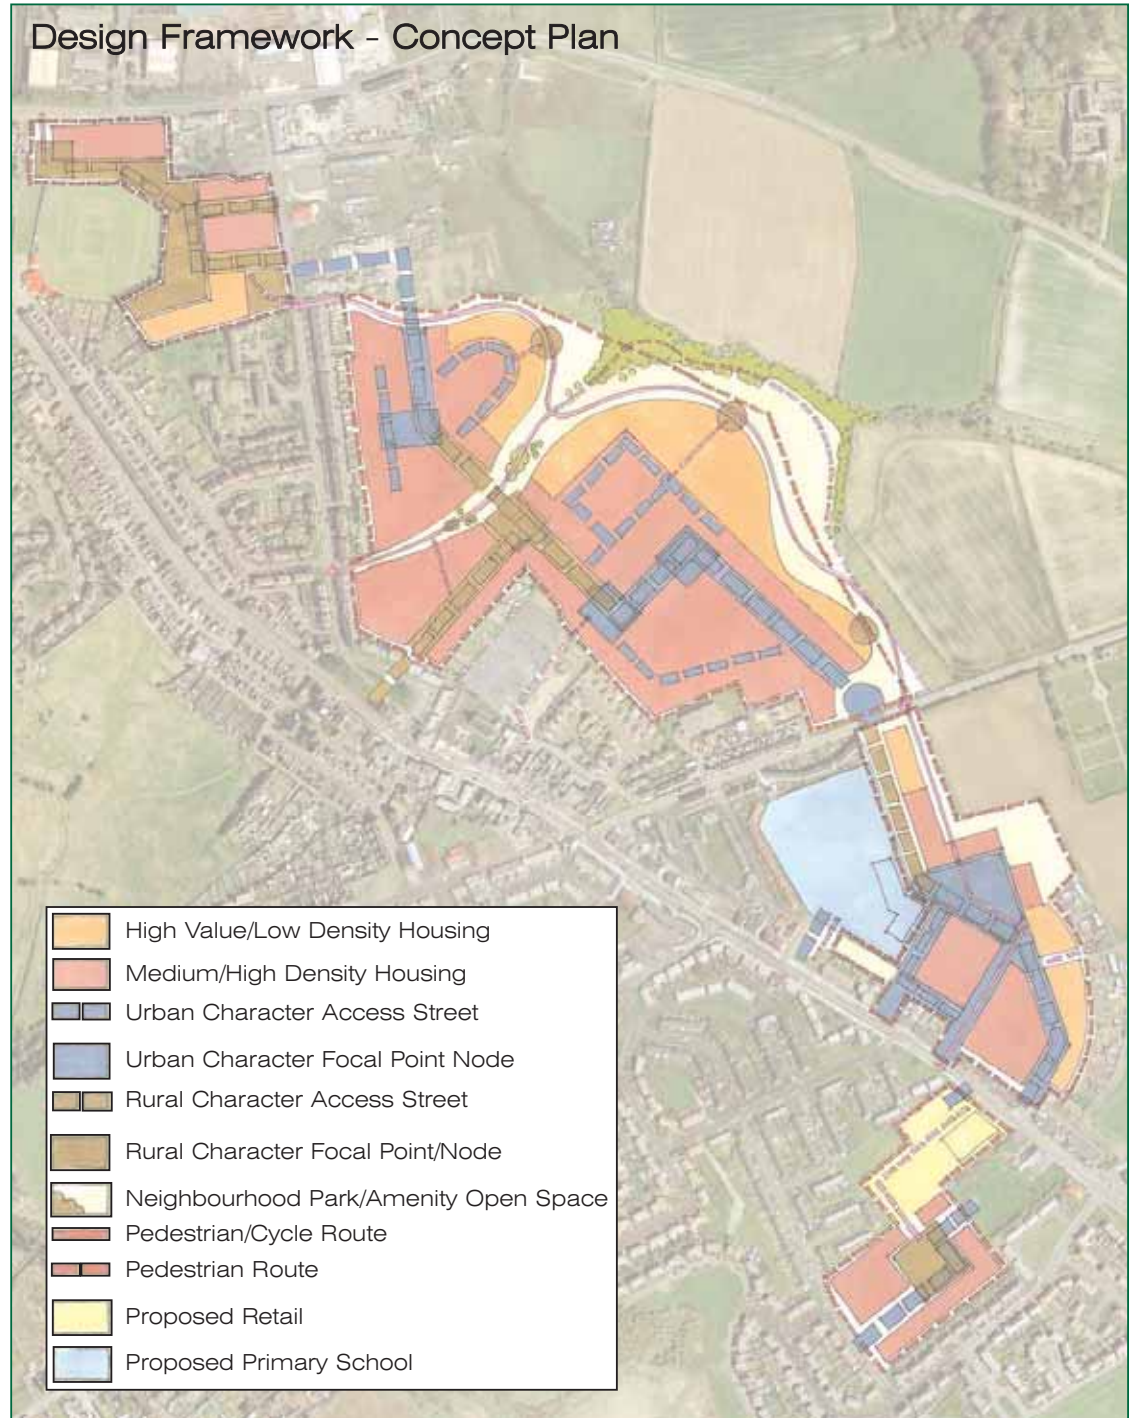 Design Framework - Concept Plan
High Value/Low Density Housing
Medium/High Density Housing
Urban Character Access Street
Urban Character Focal Point Node
Rural Character Access Street
Rural Character Focal Point/Node
Neighbourhood Park/Amenity Open Space
Pedestrian/Cycle Route
Pedestrian Route
Proposed Retail
Proposed Primary School